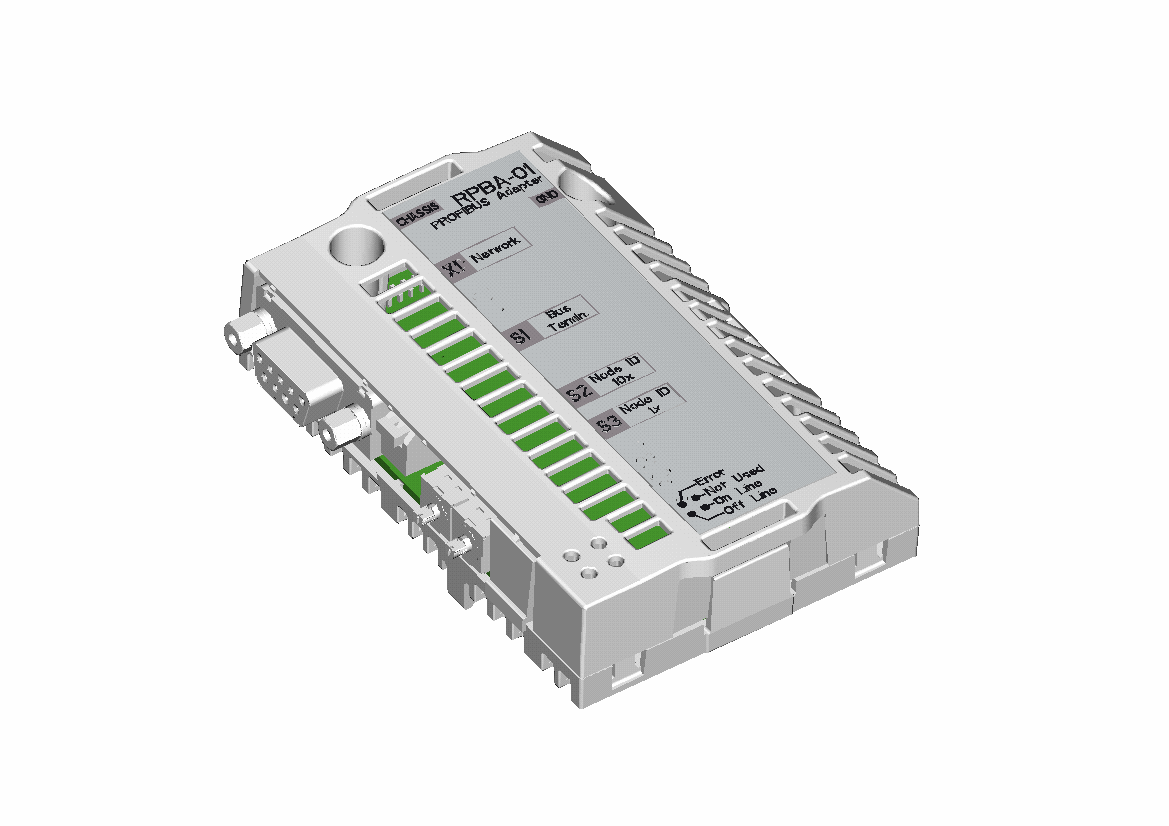 RPBA-01
PROFIBUS Adapter
CHASSIS
GND
X1
Network
S1
Bus
Termin.
S2
Node ID
10x
S3
Node ID
1x
Error
Not Used
On Line
Off Line